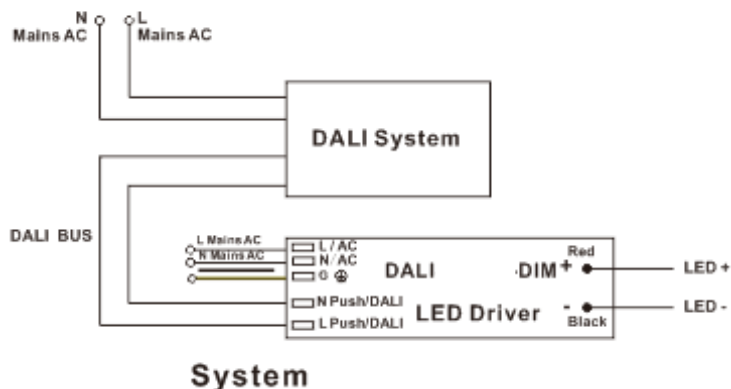 N
Mains AC
L
Mains AC
DALI System
DALI BUS
L Mains AC
N Mains AC
L / AC
N/AC
G
N Push/DALI
L Push/DALI
DALI
LED Driver
DIM
Red
+
-
Black
LED +
LED -
System